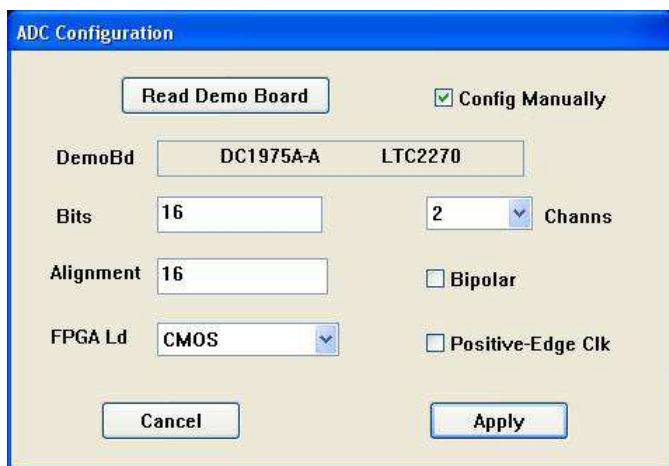 ADC Configuration
Read Demo Board
Config Manually
DemoBd DC1975A-A LTC2270
Bits 16 2 Channs
Alignment 16 Bipolar
FPGA Ld CMOS Positive-Edge Clk
Cancel Apply